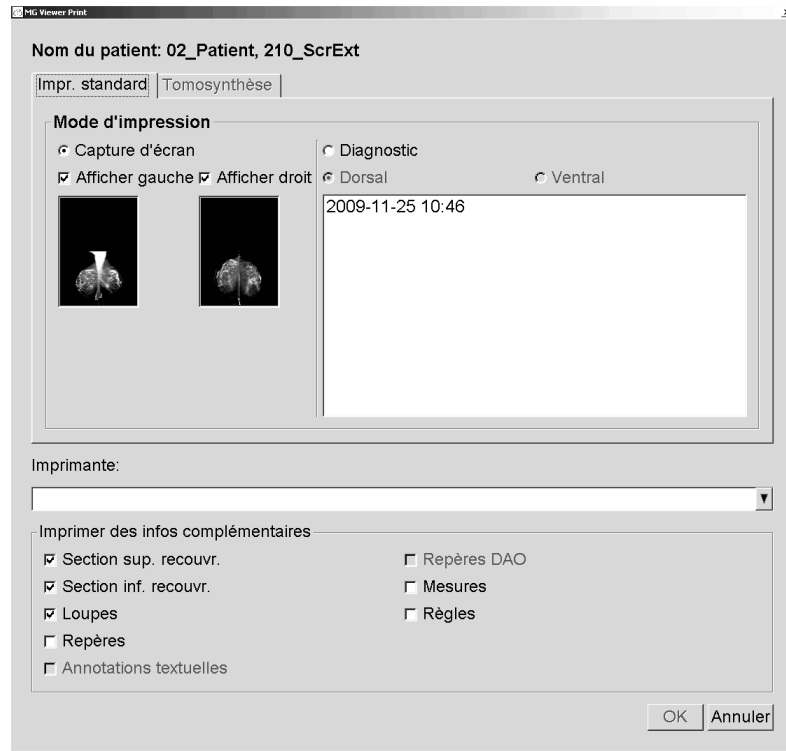 MG Viewer Print
Nom du patient: 02_Patient, 210_ScrExt
Impr. standard Tomosynthèse
Mode d'impression
Capture d'écran Diagnostic
Afficher gauche Afficher droit Dorsal Ventral
2009-11-25 10:46
Imprimante:
Imprimer des infos complémentaires
Section sup. recouvr. Repères DAO
Section inf. recouvr. Mesures
Loupes Règles
Repères
Annotations textuelles
OK Annuler